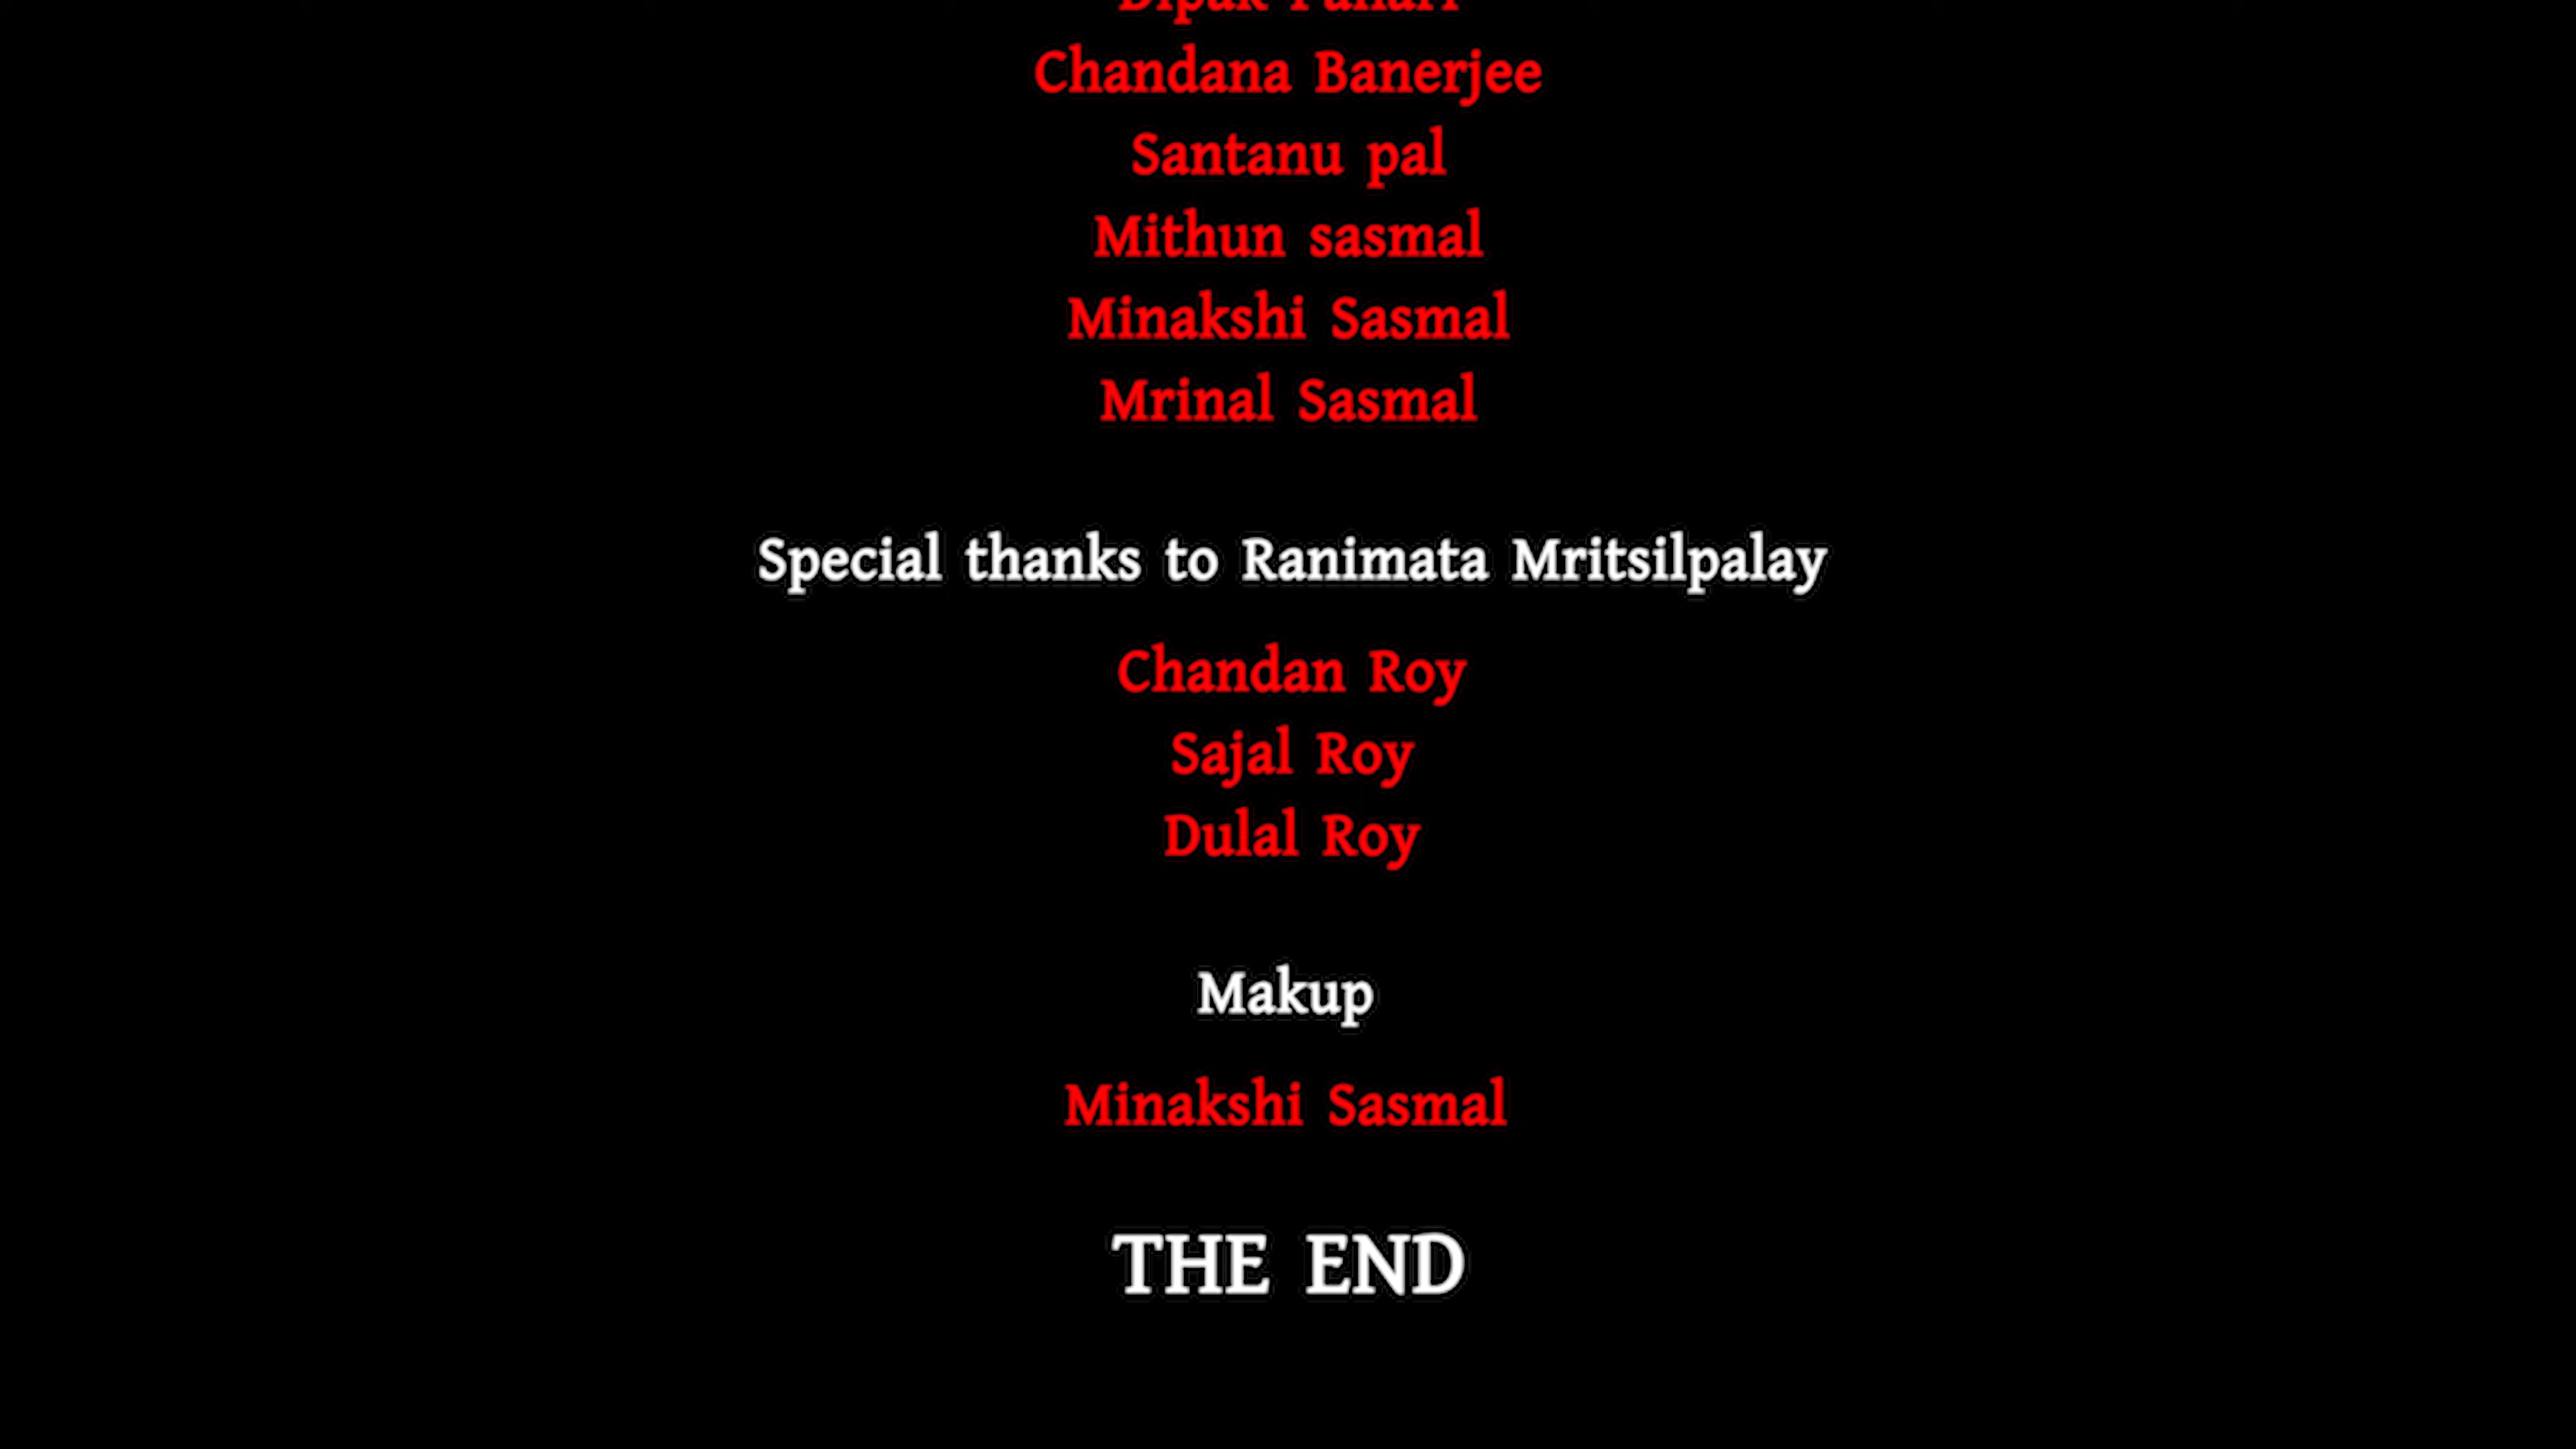 Chandana Banerjee
Santanu pal
Mithun sasmal
Minakshi Sasmal
Mrinal Sasmal
Special thanks to Ranimata Mritsilpalay
Chandan Roy
Sajal Roy
Dulal Roy
Makup
Minakshi Sasmal
THE END